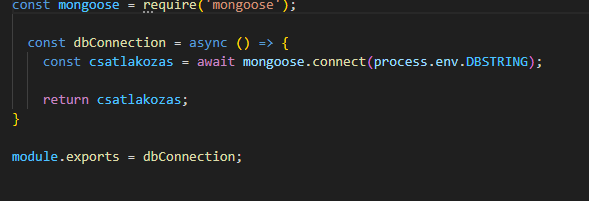 const mongoose = require('mongoose');
const dbConnection = async () => {
const csatlakozas = await mongoose.connect(process.env.DBSTRING);
return csatlakozas;
}
module.exports = dbConnection;